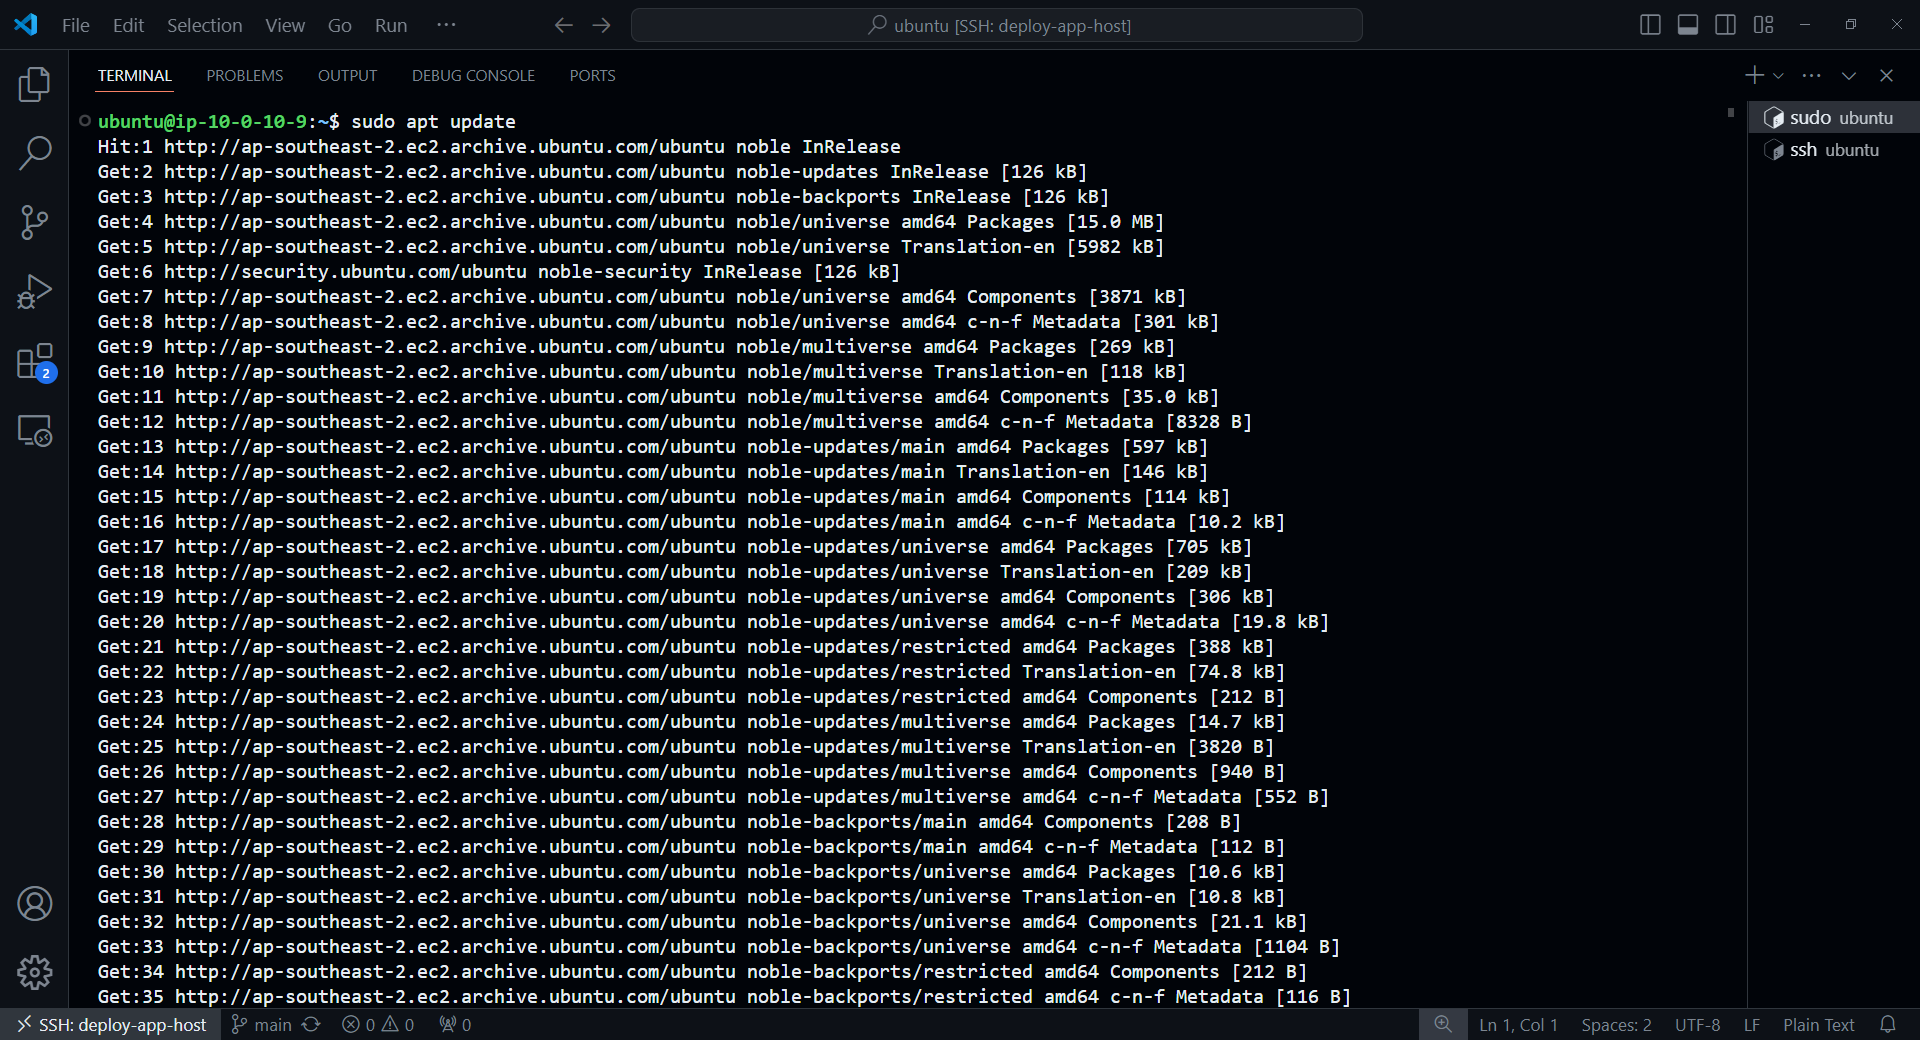 File Edit Selection View Go Run ···
ubuntu [SSH: deploy-app-host]
TERMINAL PROBLEMS OUTPUT DEBUG CONSOLE PORTS
ubuntu@ip-10-0-10-9:~$ sudo apt update
Hit:1 http://ap-southeast-2.ec2.archive.ubuntu.com/ubuntu noble InRelease
Get:2 http://ap-southeast-2.ec2.archive.ubuntu.com/ubuntu noble-updates InRelease [126 kB]
Get:3 http://ap-southeast-2.ec2.archive.ubuntu.com/ubuntu noble-backports InRelease [126 kB]
Get:4 http://ap-southeast-2.ec2.archive.ubuntu.com/ubuntu noble/universe amd64 Packages [15.0 MB]
Get:5 http://ap-southeast-2.ec2.archive.ubuntu.com/ubuntu noble/universe Translation-en [5982 kB]
Get:6 http://security.ubuntu.com/ubuntu noble-security InRelease [126 kB]
Get:7 http://ap-southeast-2.ec2.archive.ubuntu.com/ubuntu noble/universe amd64 Components [3871 kB]
Get:8 http://ap-southeast-2.ec2.archive.ubuntu.com/ubuntu noble/universe amd64 c-n-f Metadata [301 kB]
Get:9 http://ap-southeast-2.ec2.archive.ubuntu.com/ubuntu noble/multiverse amd64 Packages [269 kB]
Get:10 http://ap-southeast-2.ec2.archive.ubuntu.com/ubuntu noble/multiverse Translation-en [118 kB]
Get:11 http://ap-southeast-2.ec2.archive.ubuntu.com/ubuntu noble/multiverse amd64 Components [35.0 kB]
Get:12 http://ap-southeast-2.ec2.archive.ubuntu.com/ubuntu noble/multiverse amd64 c-n-f Metadata [8328 B]
Get:13 http://ap-southeast-2.ec2.archive.ubuntu.com/ubuntu noble-updates/main amd64 Packages [597 kB]
Get:14 http://ap-southeast-2.ec2.archive.ubuntu.com/ubuntu noble-updates/main Translation-en [146 kB]
Get:15 http://ap-southeast-2.ec2.archive.ubuntu.com/ubuntu noble-updates/main amd64 Components [114 kB]
Get:16 http://ap-southeast-2.ec2.archive.ubuntu.com/ubuntu noble-updates/main amd64 c-n-f Metadata [10.2 kB]
Get:17 http://ap-southeast-2.ec2.archive.ubuntu.com/ubuntu noble-updates/universe amd64 Packages [705 kB]
Get:18 http://ap-southeast-2.ec2.archive.ubuntu.com/ubuntu noble-updates/universe Translation-en [209 kB]
Get:19 http://ap-southeast-2.ec2.archive.ubuntu.com/ubuntu noble-updates/universe amd64 Components [306 kB]
Get:20 http://ap-southeast-2.ec2.archive.ubuntu.com/ubuntu noble-updates/universe amd64 c-n-f Metadata [19.8 kB]
Get:21 http://ap-southeast-2.ec2.archive.ubuntu.com/ubuntu noble-updates/restricted amd64 Packages [388 kB]
Get:22 http://ap-southeast-2.ec2.archive.ubuntu.com/ubuntu noble-updates/restricted Translation-en [74.8 kB]
Get:23 http://ap-southeast-2.ec2.archive.ubuntu.com/ubuntu noble-updates/restricted amd64 Components [212 B]
Get:24 http://ap-southeast-2.ec2.archive.ubuntu.com/ubuntu noble-updates/multiverse amd64 Packages [14.7 kB]
Get:25 http://ap-southeast-2.ec2.archive.ubuntu.com/ubuntu noble-updates/multiverse Translation-en [3820 B]
Get:26 http://ap-southeast-2.ec2.archive.ubuntu.com/ubuntu noble-updates/multiverse amd64 Components [940 B]
Get:27 http://ap-southeast-2.ec2.archive.ubuntu.com/ubuntu noble-updates/multiverse amd64 c-n-f Metadata [552 B]
Get:28 http://ap-southeast-2.ec2.archive.ubuntu.com/ubuntu noble-backports/main amd64 Components [208 B]
Get:29 http://ap-southeast-2.ec2.archive.ubuntu.com/ubuntu noble-backports/main amd64 c-n-f Metadata [112 B]
Get:30 http://ap-southeast-2.ec2.archive.ubuntu.com/ubuntu noble-backports/universe amd64 Packages [10.6 kB]
Get:31 http://ap-southeast-2.ec2.archive.ubuntu.com/ubuntu noble-backports/universe Translation-en [10.8 kB]
Get:32 http://ap-southeast-2.ec2.archive.ubuntu.com/ubuntu noble-backports/universe amd64 Components [21.1 kB]
Get:33 http://ap-southeast-2.ec2.archive.ubuntu.com/ubuntu noble-backports/universe amd64 c-n-f Metadata [1104 B]
Get:34 http://ap-southeast-2.ec2.archive.ubuntu.com/ubuntu noble-backports/restricted amd64 Components [212 B]
Get:35 http://ap-southeast-2.ec2.archive.ubuntu.com/ubuntu noble-backports/restricted amd64 c-n-f Metadata [116 B]
sudo ubuntu
ssh ubuntu
2
SSH: deploy-app-host main 0 0 0 Ln 1, Col 1 Spaces: 2 UTF-8 LF Plain Text